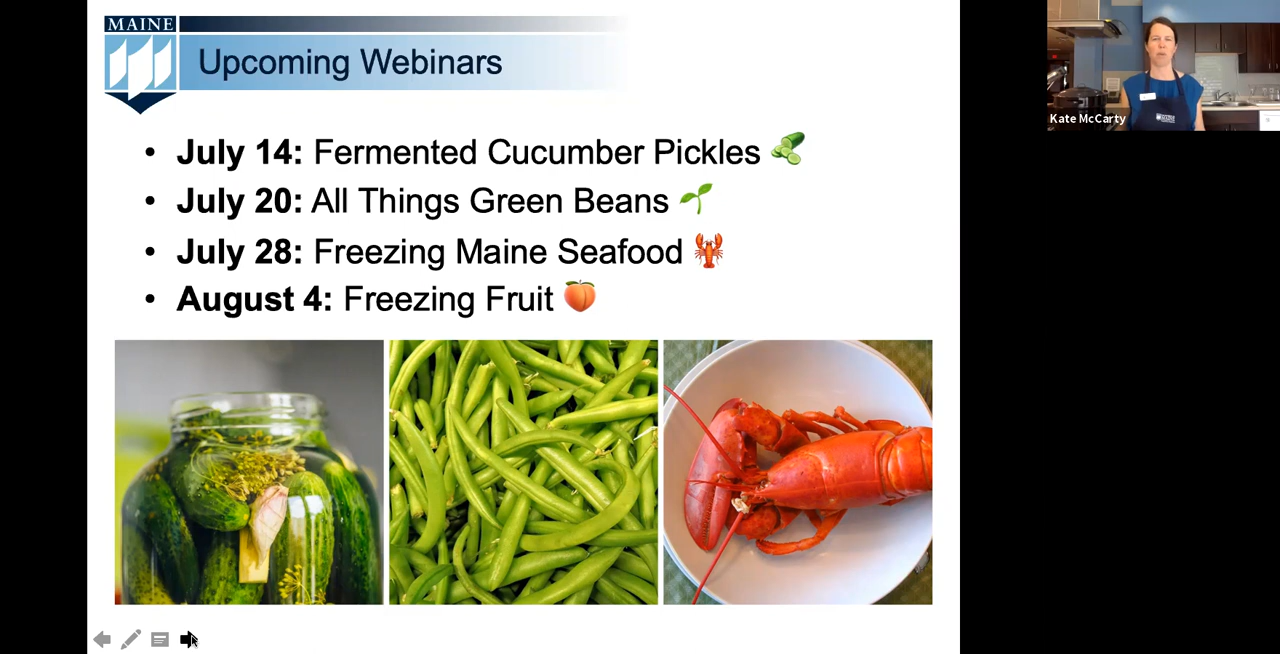 MAINE
Upcoming Webinars
• July 14: Fermented Cucumber Pickles 🥒
• July 20: All Things Green Beans 🌱
• July 28: Freezing Maine Seafood 🦞
• August 4: Freezing Fruit 🍑
Kate McCarty